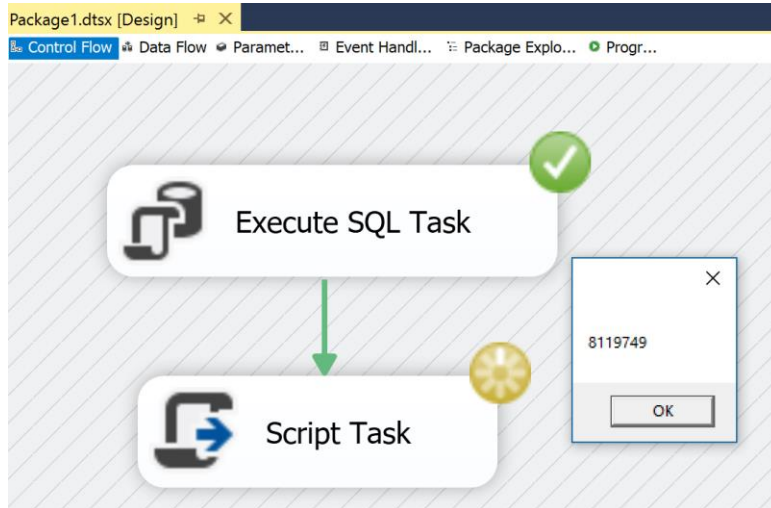 Package1.dtsx [Design]
Control Flow Data Flow Paramet... Event Handl... Package Explo... Progr...
Execute SQL Task
8119749
OK
Script Task